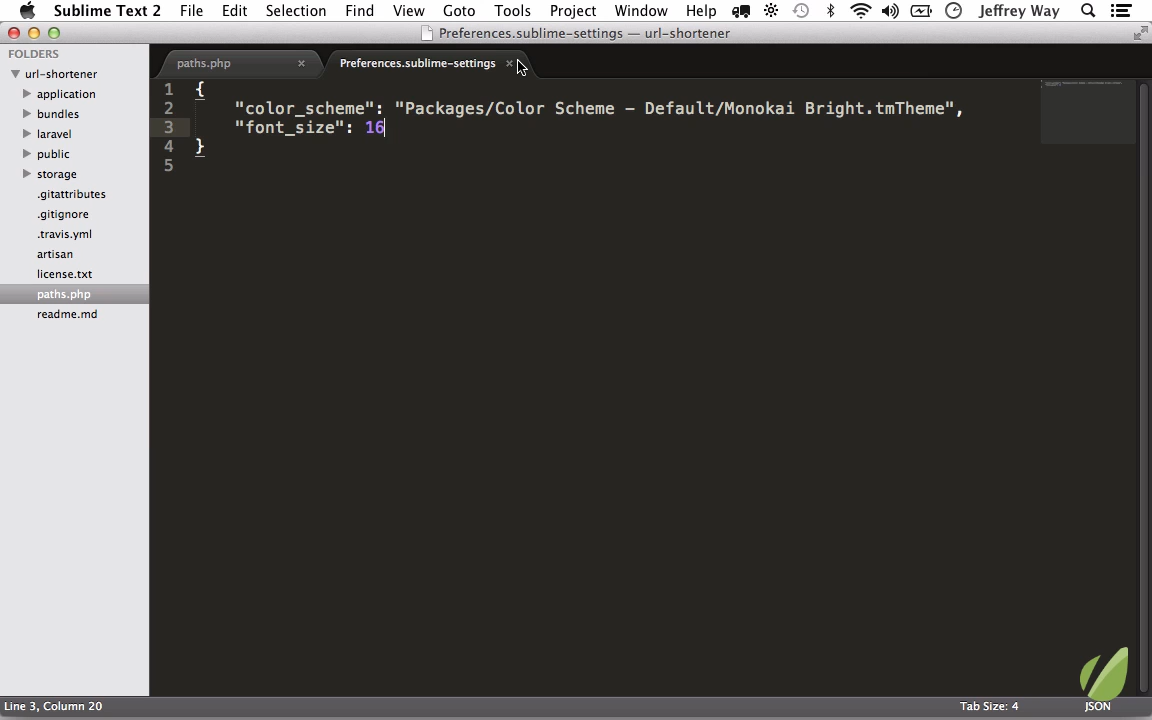 Sublime Text 2 File Edit Selection Find View Goto Tools Project Window Help Jeffrey Way
Preferences.sublime-settings — url-shortener
FOLDERS
url-shortener
application
bundles
laravel
public
storage
.gitattributes
.gitignore
.travis.yml
artisan
license.txt
paths.php
readme.md
paths.php × Preferences.sublime-settings ×
1 {
2 "color_scheme": "Packages/Color Scheme - Default/Monokai Bright.tmTheme",
3 "font_size": 16
4 }
5
Line 3, Column 20 Tab Size: 4 JSON